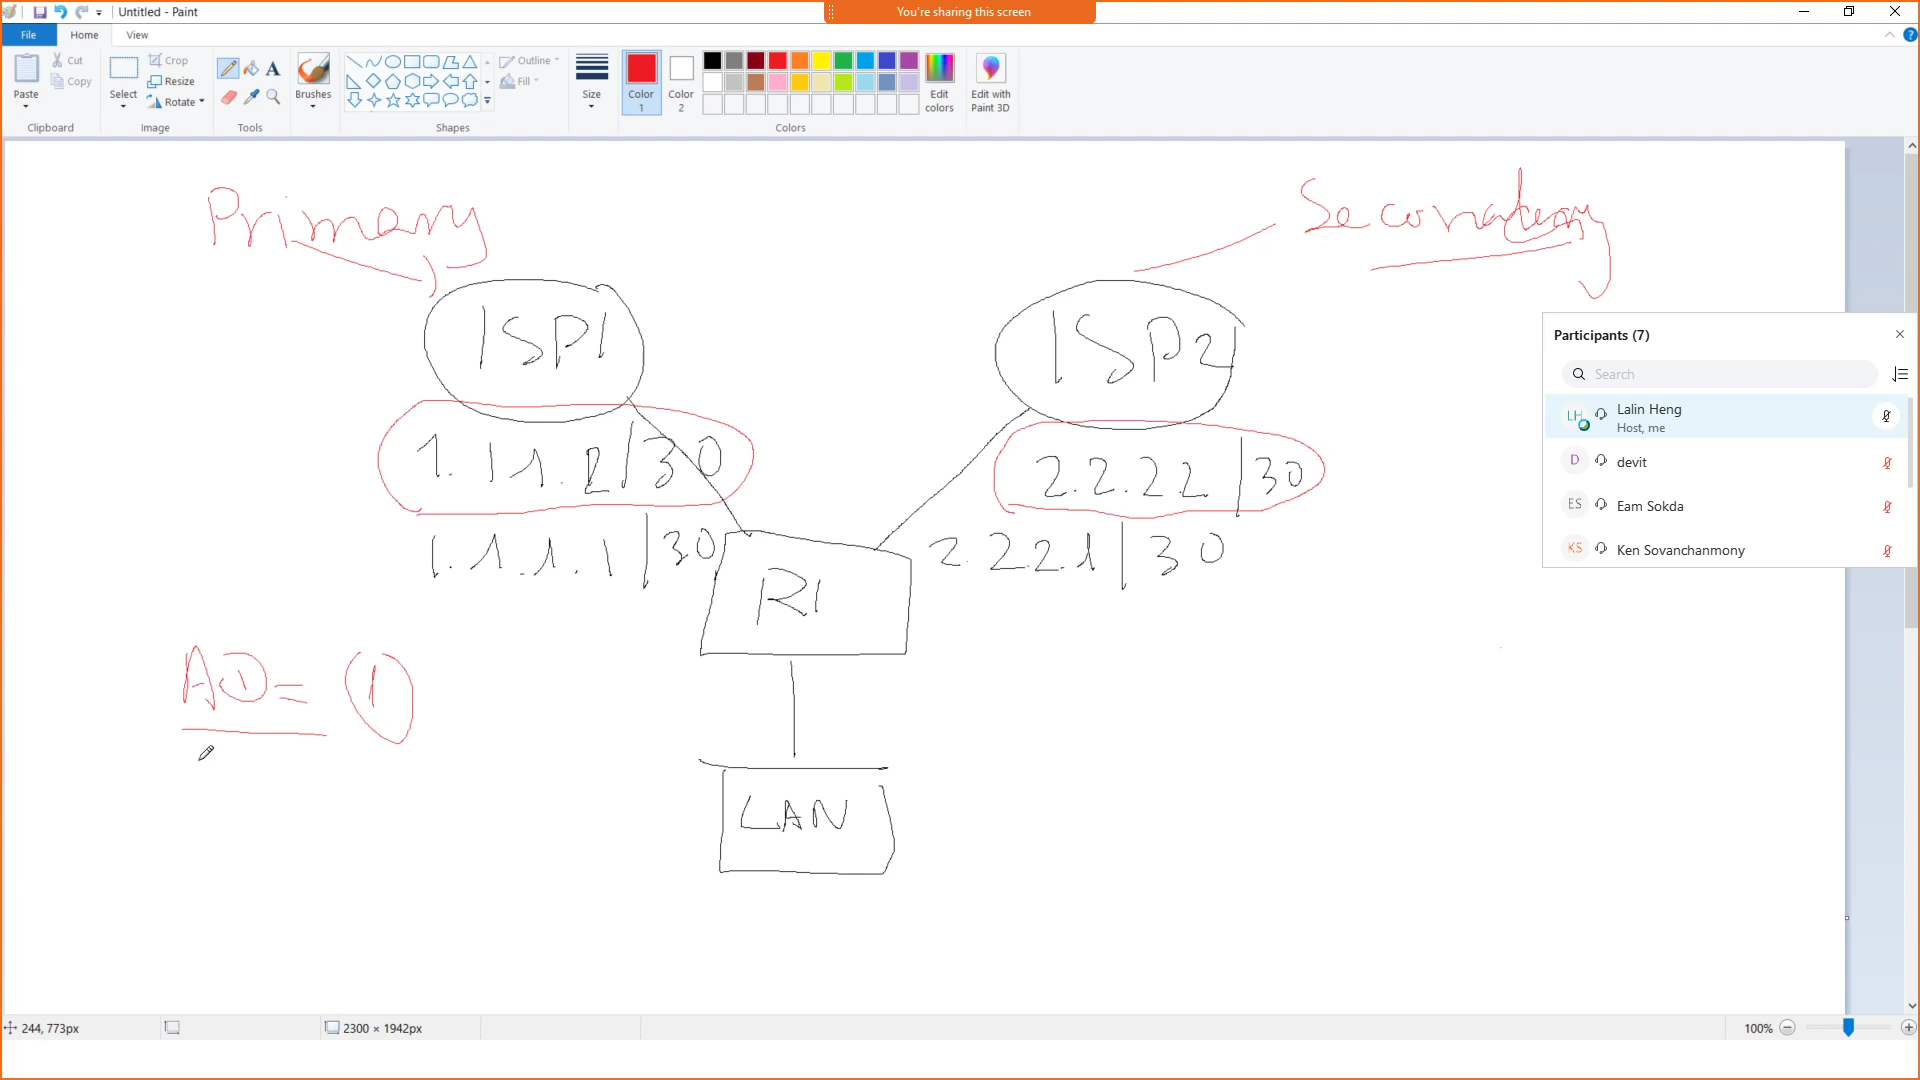 Untitled - Paint
You're sharing this screen
File
Home
View
Paste
Cut
Copy
Clipboard
Select
Crop
Resize
Rotate
Image
A
Tools
Brushes
Shapes
Outline
Fill
Size
Color
1
Color
2
Colors
Edit
colors
Edit with
Paint 3D
Primary
Secondary
ISP1
ISP2
1.1.1.2/30
2.2.2.2/30
1.1.1.1/30
2.2.2.1/30
R1
AD = 1
LAN
Participants (7)
Search
LH
Lalin Heng
Host, me
D
devit
ES
Eam Sokda
KS
Ken Sovanchanmony
244, 773px
2300 × 1942px
100%